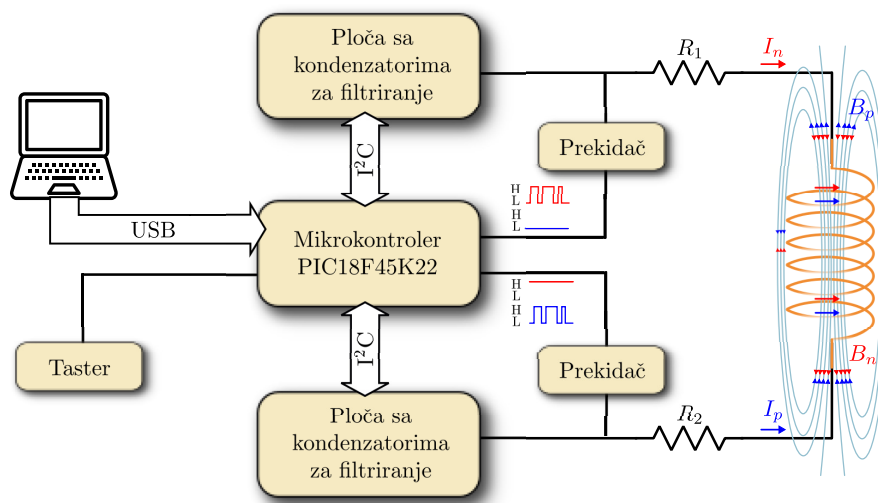 Ploča sa
kondenzatorima
za filtriranje
R₁
Iₙ
Bₚ
Prekidač
I²C
H
L
H
L
USB
Mikrokontroler
PIC18F45K22
H
L
H
L
I²C
Taster
Prekidač
Bₙ
Ploča sa
kondenzatorima
za filtriranje
R₂
Iₚ